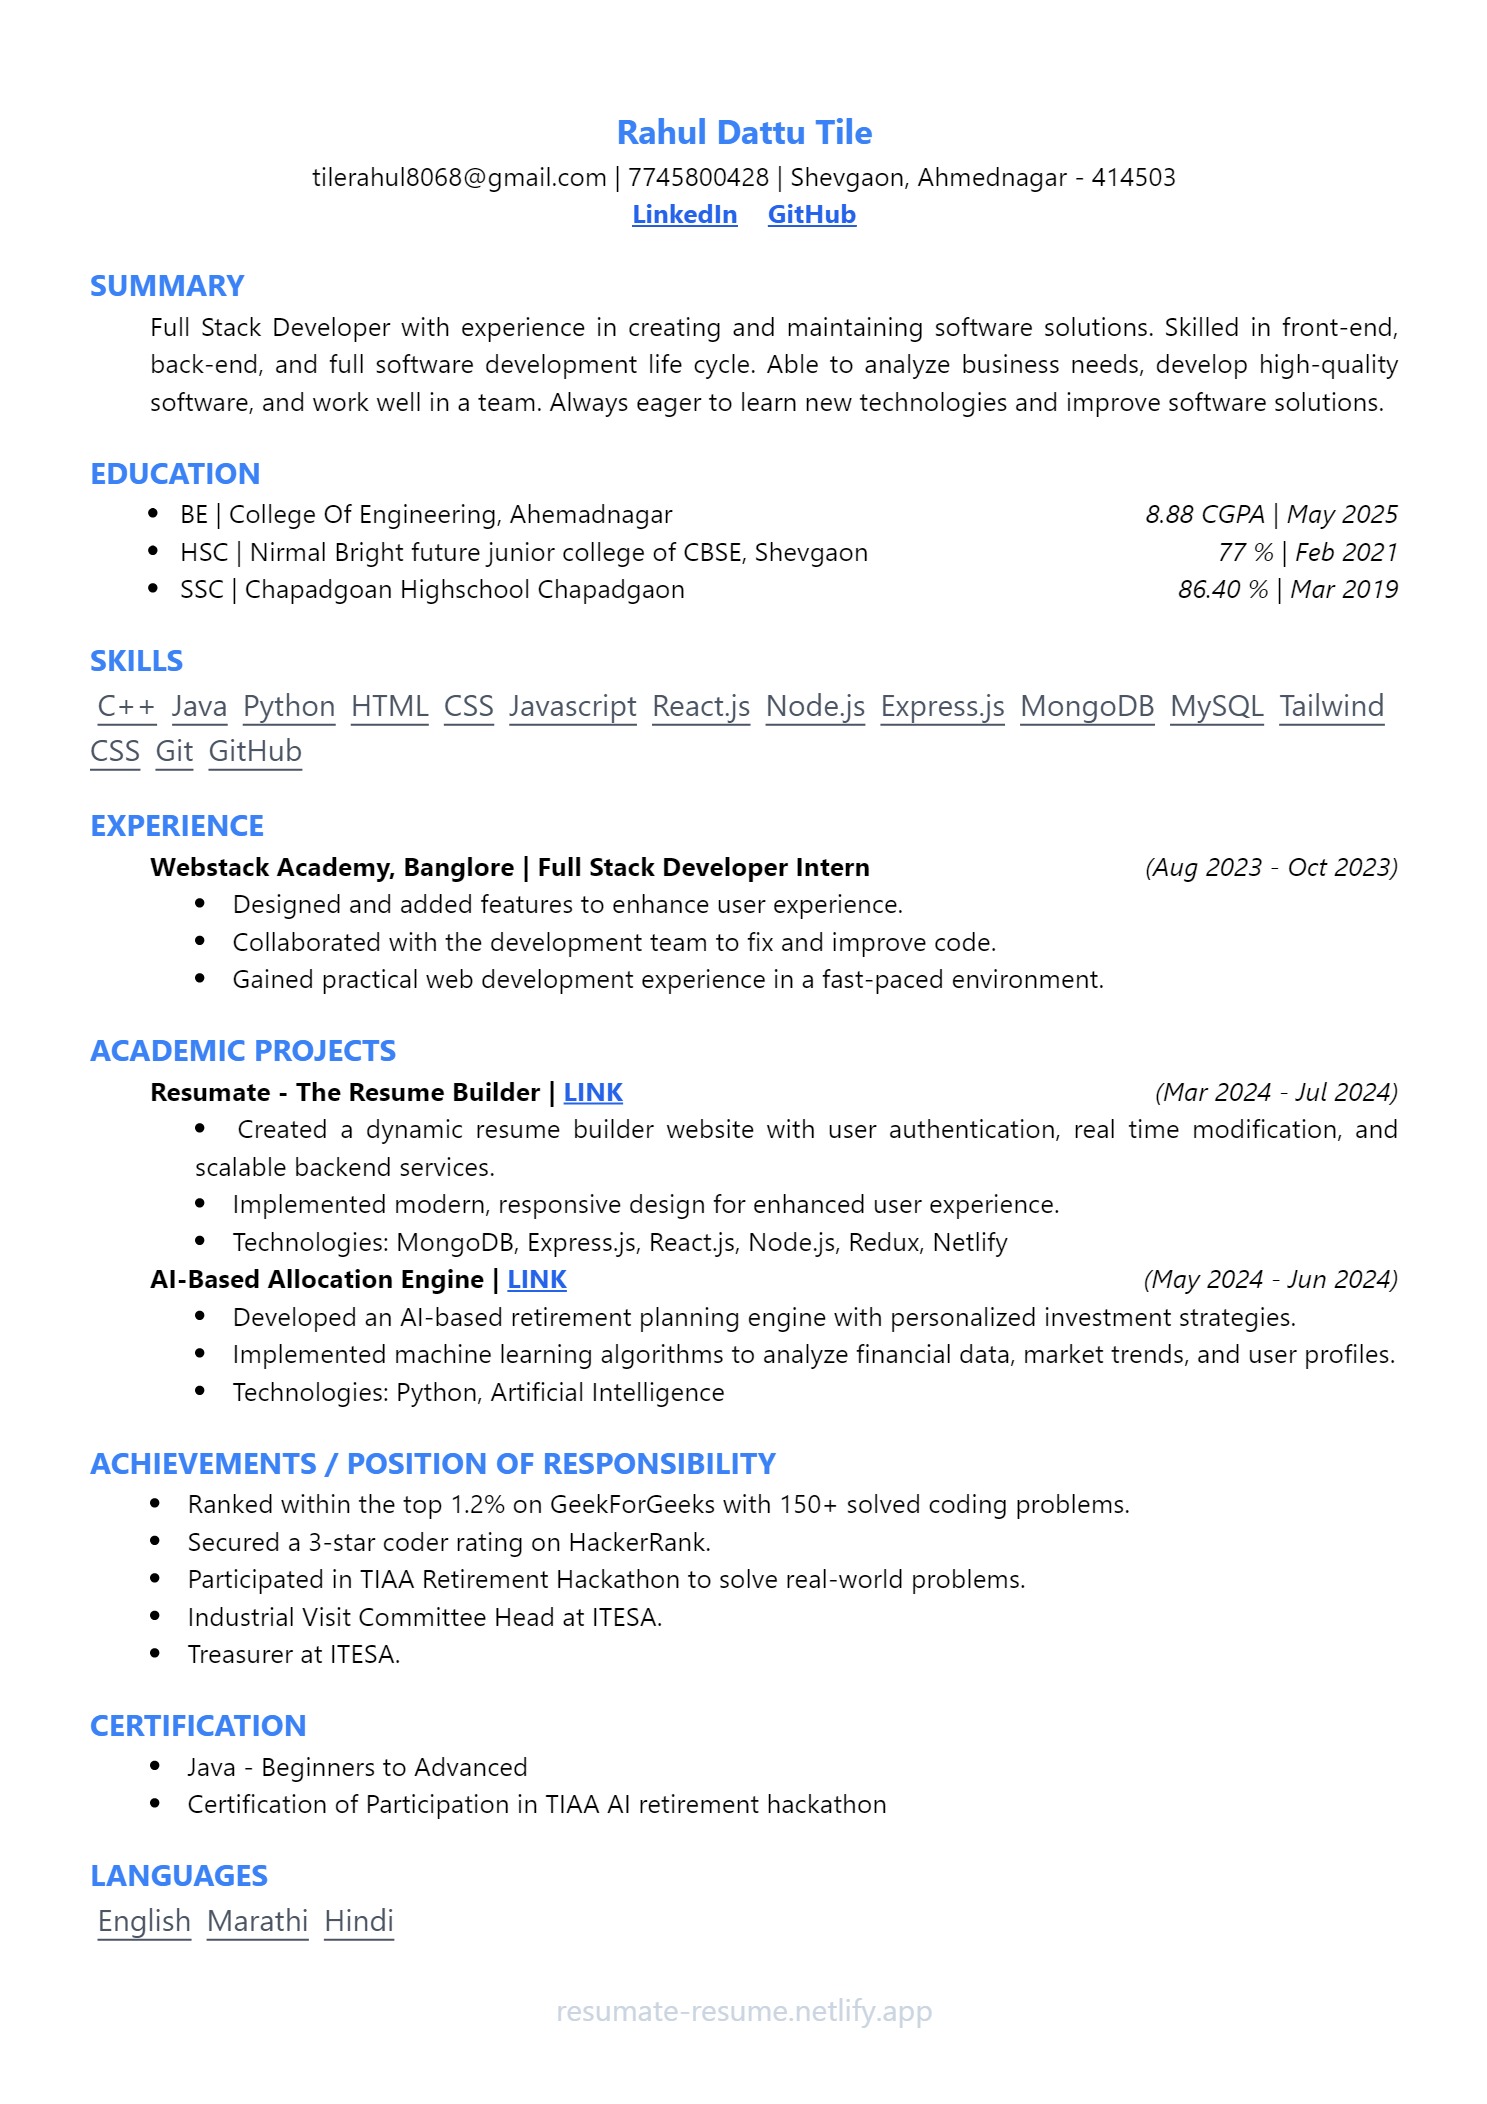 Rahul Dattu Tile
tilerahul8068@gmail.com | 7745800428 | Shevgaon, Ahmednagar - 414503
LinkedIn GitHub
SUMMARY
Full Stack Developer with experience in creating and maintaining software solutions. Skilled in front-end,
back-end, and full software development life cycle. Able to analyze business needs, develop high-quality
software, and work well in a team. Always eager to learn new technologies and improve software solutions.
EDUCATION
• BE | College Of Engineering, Ahemadnagar 8.88 CGPA | May 2025
• HSC | Nirmal Bright future junior college of CBSE, Shevgaon 77 % | Feb 2021
• SSC | Chapadgoan Highschool Chapadgaon 86.40 % | Mar 2019
SKILLS
C++ Java Python HTML CSS Javascript React.js Node.js Express.js MongoDB MySQL Tailwind
CSS Git GitHub
EXPERIENCE
Webstack Academy, Banglore | Full Stack Developer Intern (Aug 2023 - Oct 2023)
• Designed and added features to enhance user experience.
• Collaborated with the development team to fix and improve code.
• Gained practical web development experience in a fast-paced environment.
ACADEMIC PROJECTS
Resumate - The Resume Builder | LINK (Mar 2024 - Jul 2024)
• Created a dynamic resume builder website with user authentication, real time modification, and
scalable backend services.
• Implemented modern, responsive design for enhanced user experience.
• Technologies: MongoDB, Express.js, React.js, Node.js, Redux, Netlify
AI-Based Allocation Engine | LINK (May 2024 - Jun 2024)
• Developed an AI-based retirement planning engine with personalized investment strategies.
• Implemented machine learning algorithms to analyze financial data, market trends, and user profiles.
• Technologies: Python, Artificial Intelligence
ACHIEVEMENTS / POSITION OF RESPONSIBILITY
• Ranked within the top 1.2% on GeekForGeeks with 150+ solved coding problems.
• Secured a 3-star coder rating on HackerRank.
• Participated in TIAA Retirement Hackathon to solve real-world problems.
• Industrial Visit Committee Head at ITESA.
• Treasurer at ITESA.
CERTIFICATION
• Java - Beginners to Advanced
• Certification of Participation in TIAA AI retirement hackathon
LANGUAGES
English Marathi Hindi
resumate-resume.netlify.app